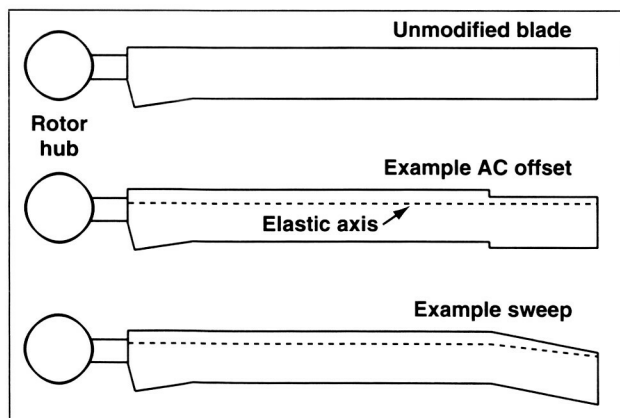 Unmodified blade
Rotor
hub
Example AC offset
Elastic axis
Example sweep